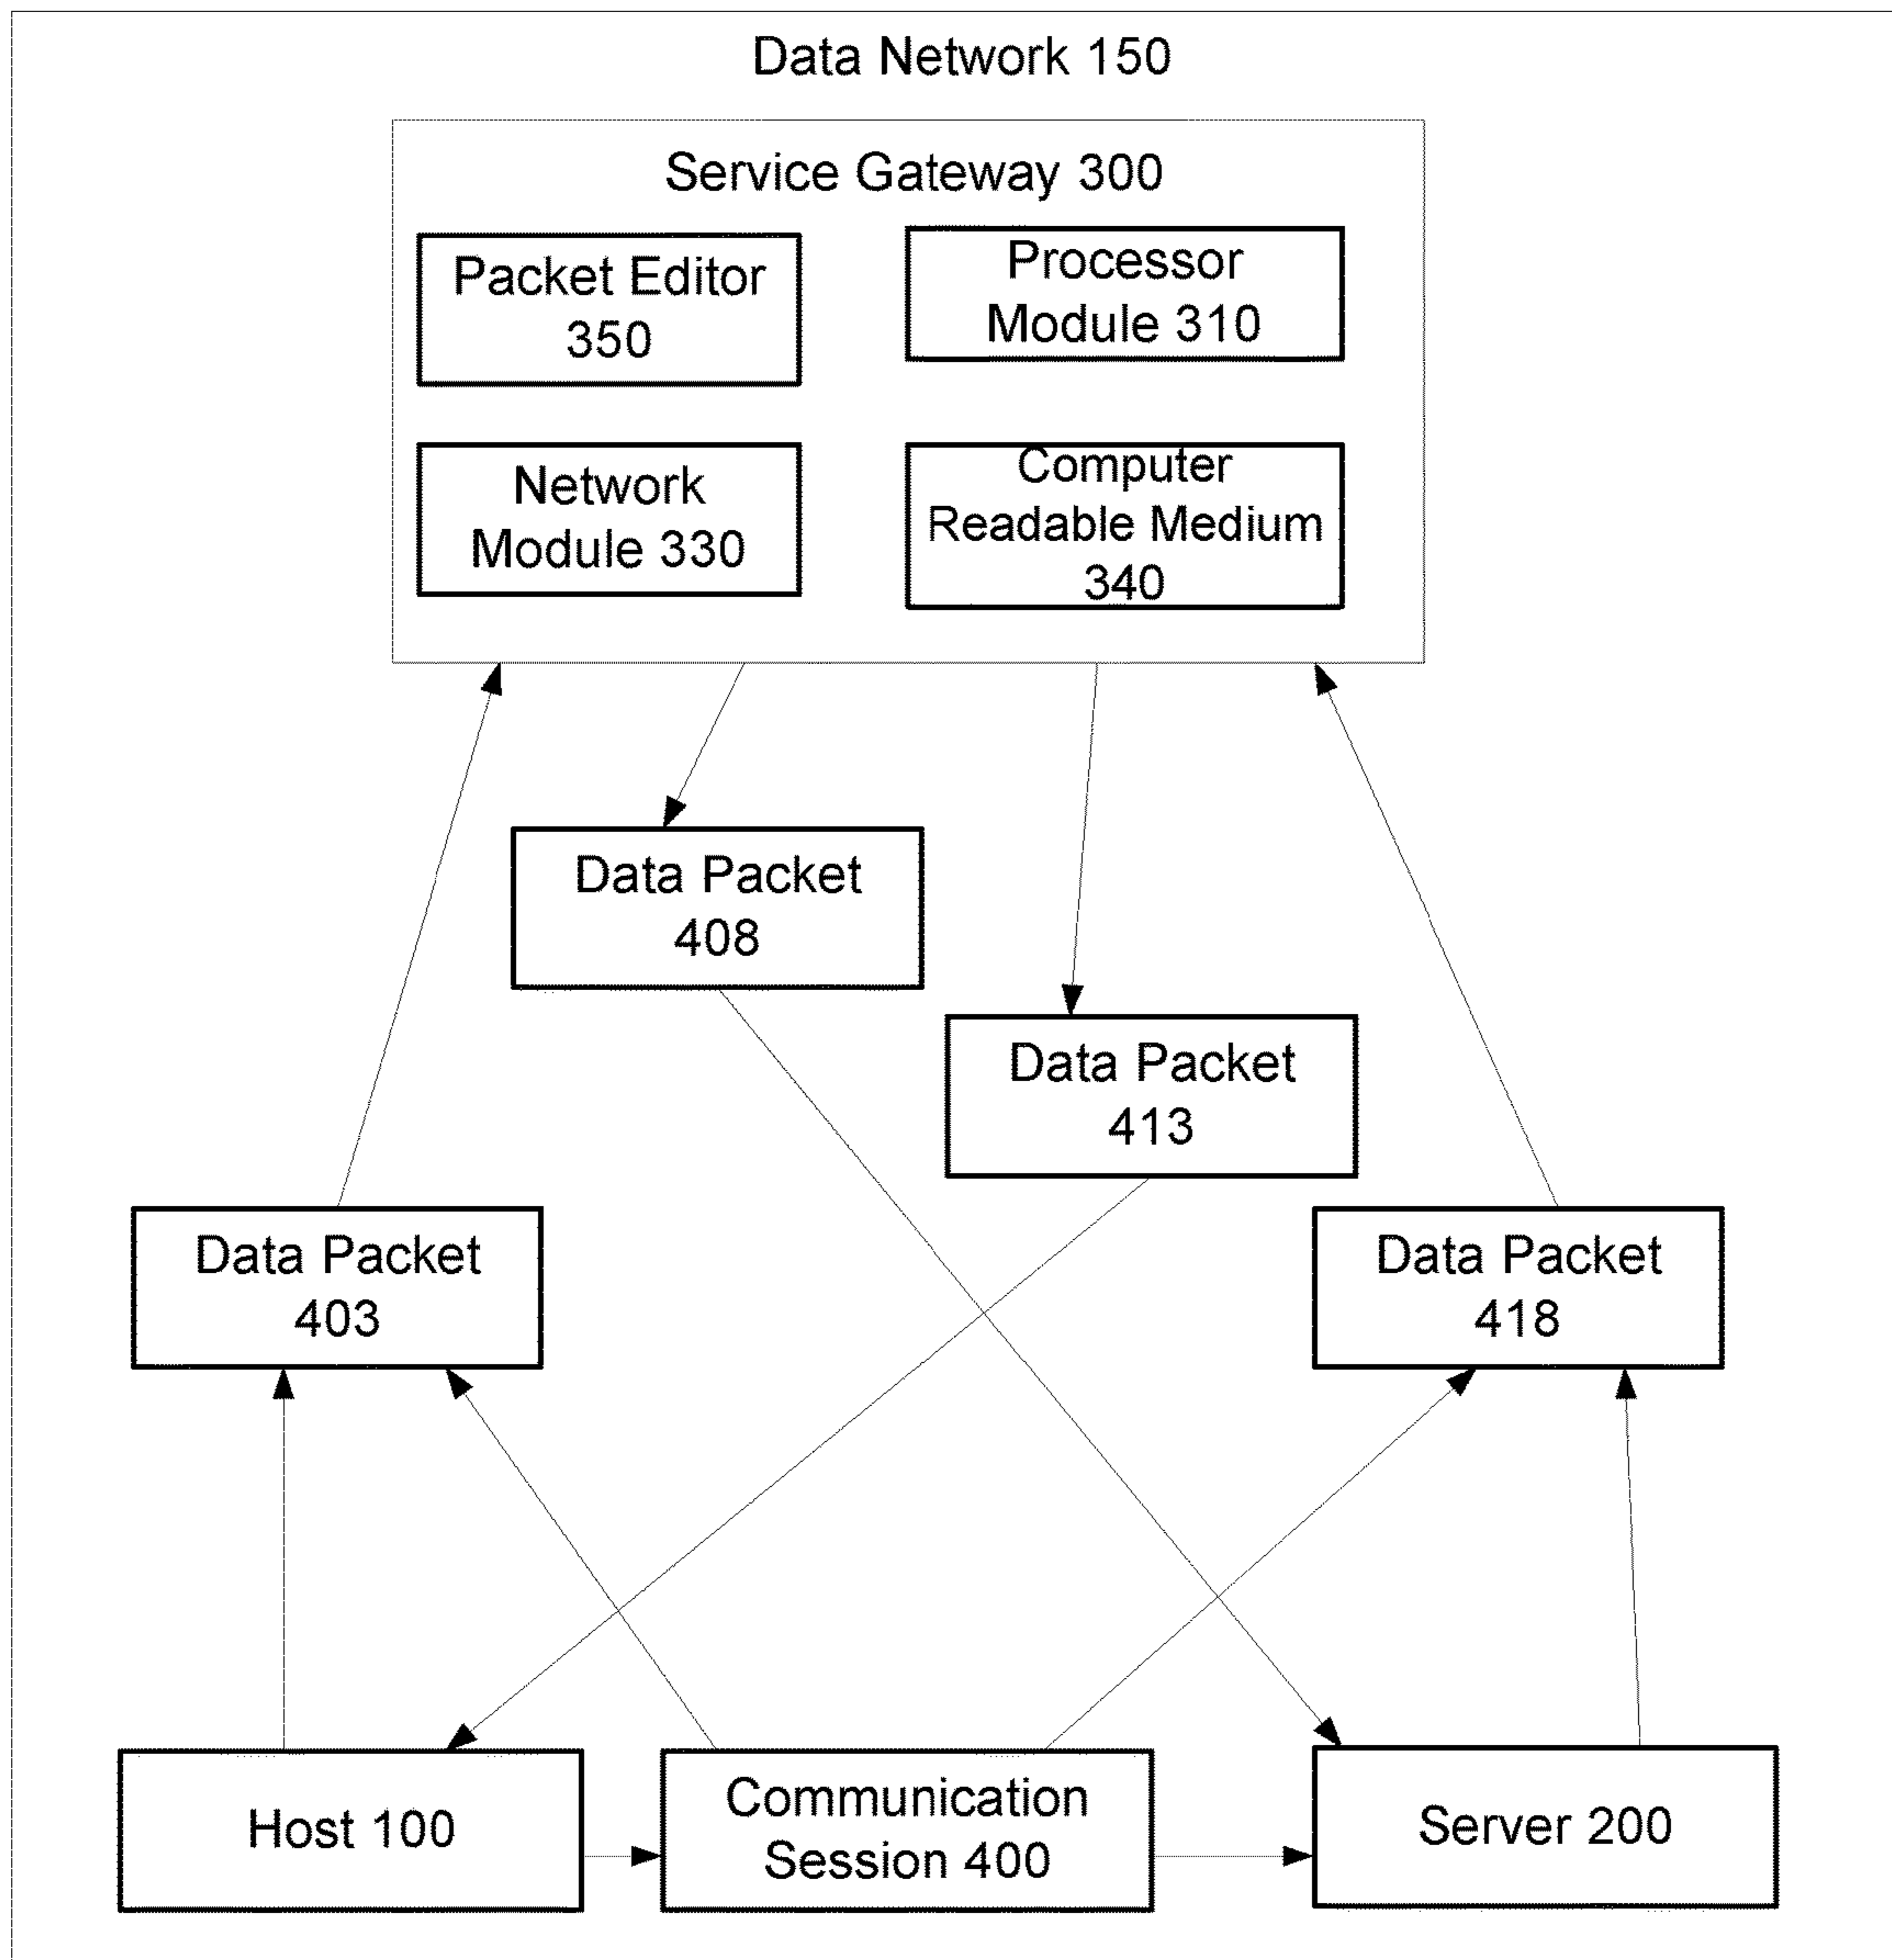 Data Network 150
Service Gateway 300
Packet Editor
350
Processor
Module 310
Network
Module 330
Computer
Readable Medium
340
Data Packet
408
Data Packet
413
Data Packet
403
Data Packet
418
Host 100
Communication
Session 400
Server 200